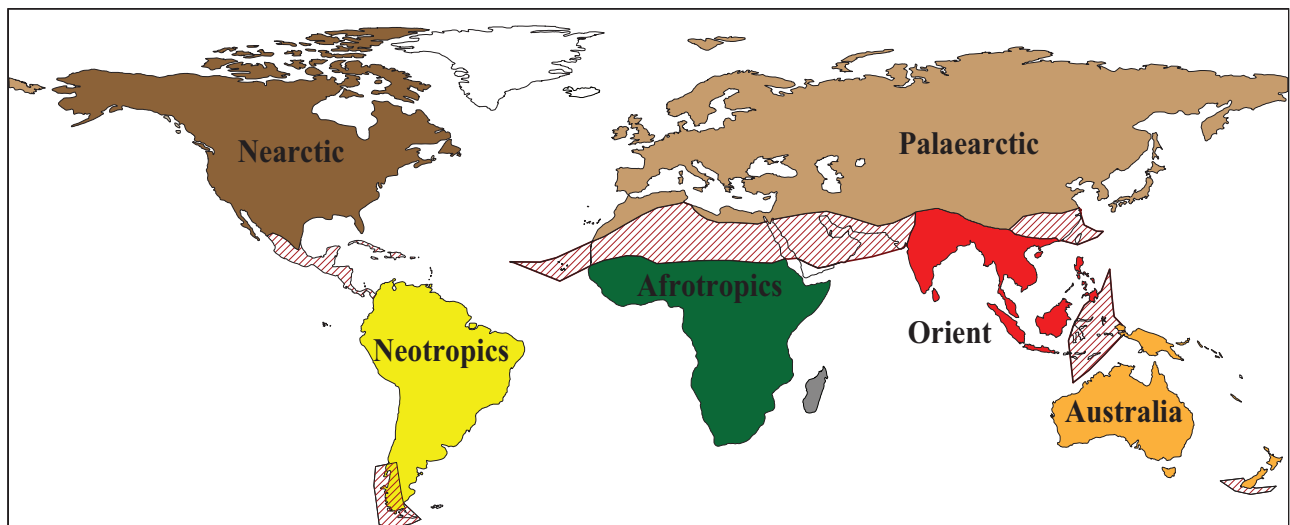 Nearctic
Palaearctic
Afrotropics
Orient
Neotropics
Australia